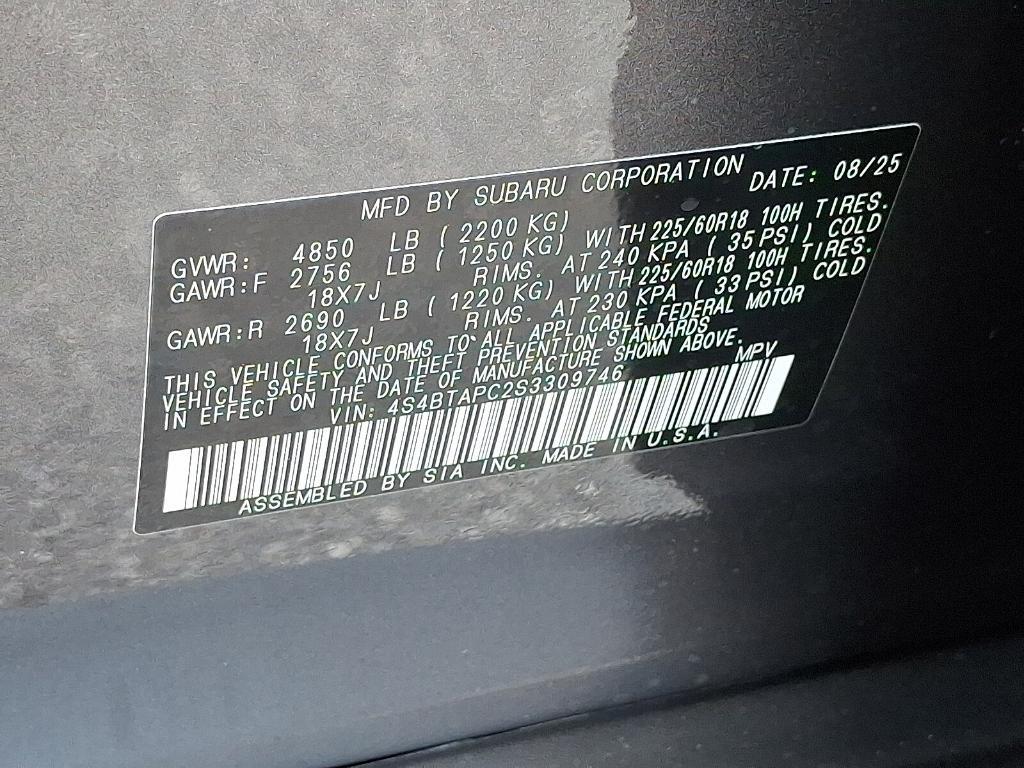 MFD BY SUBARU CORPORATION DATE: 08/25
GVWR: 4850 LB (2200 KG)
GAWR:F 2756 LB (1250 KG) WITH 225/60R18 100H TIRES.
18X7J RIMS. AT 240 KPA (35 PSI) COLD
GAWR:R 2690 LB (1220 KG) WITH 225/60R18 100H TIRES.
18X7J RIMS. AT 230 KPA (33 PSI) COLD
THIS VEHICLE CONFORMS TO ALL APPLICABLE FEDERAL MOTOR
VEHICLE SAFETY AND THEFT PREVENTION STANDARDS
IN EFFECT ON THE DATE OF MANUFACTURE SHOWN ABOVE.
VIN: 4S4BTAPC2S3309746 MPV
ASSEMBLED BY SIA INC. MADE IN U.S.A.